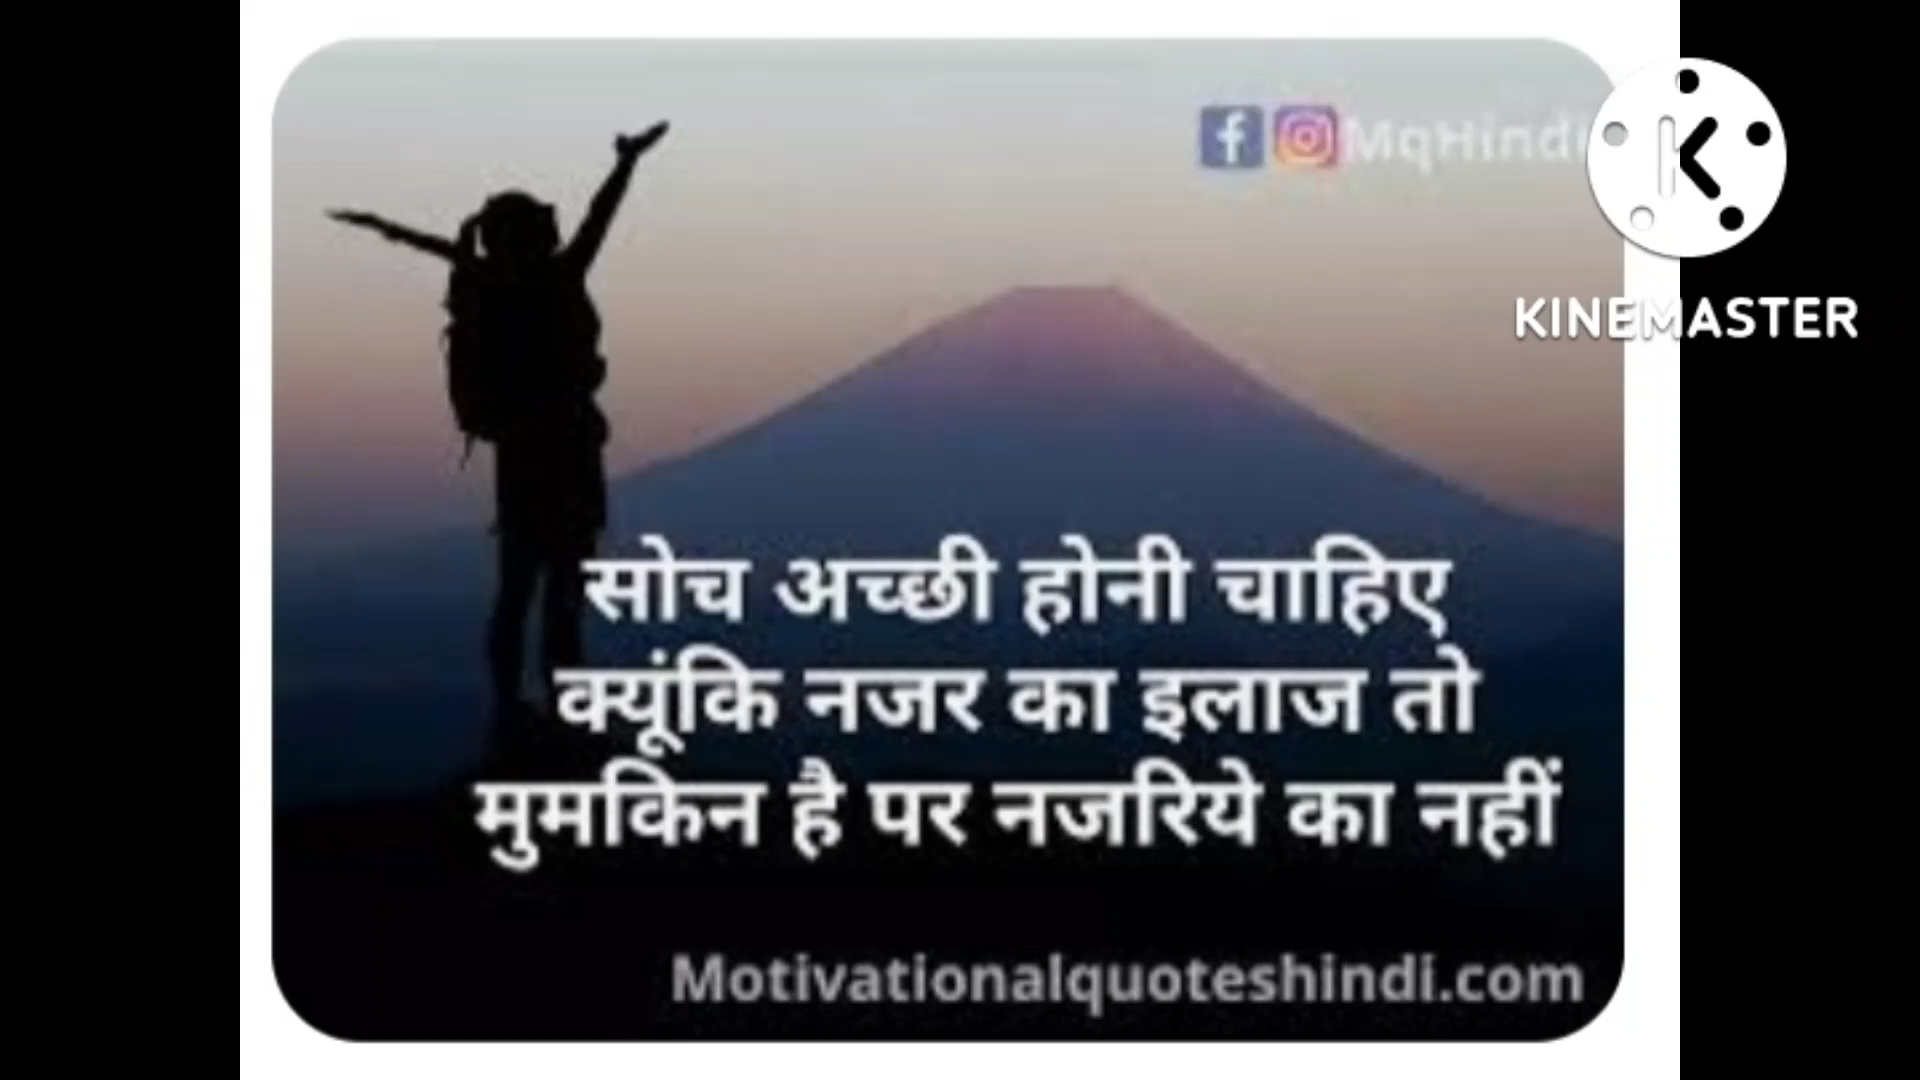 MqHindi
KINEMASTER
सोच अच्छी होनी चाहिए
क्यूंकि नजर का इलाज तो
मुमकिन है पर नजरिये का नहीं
Motivationalquoteshindi.com